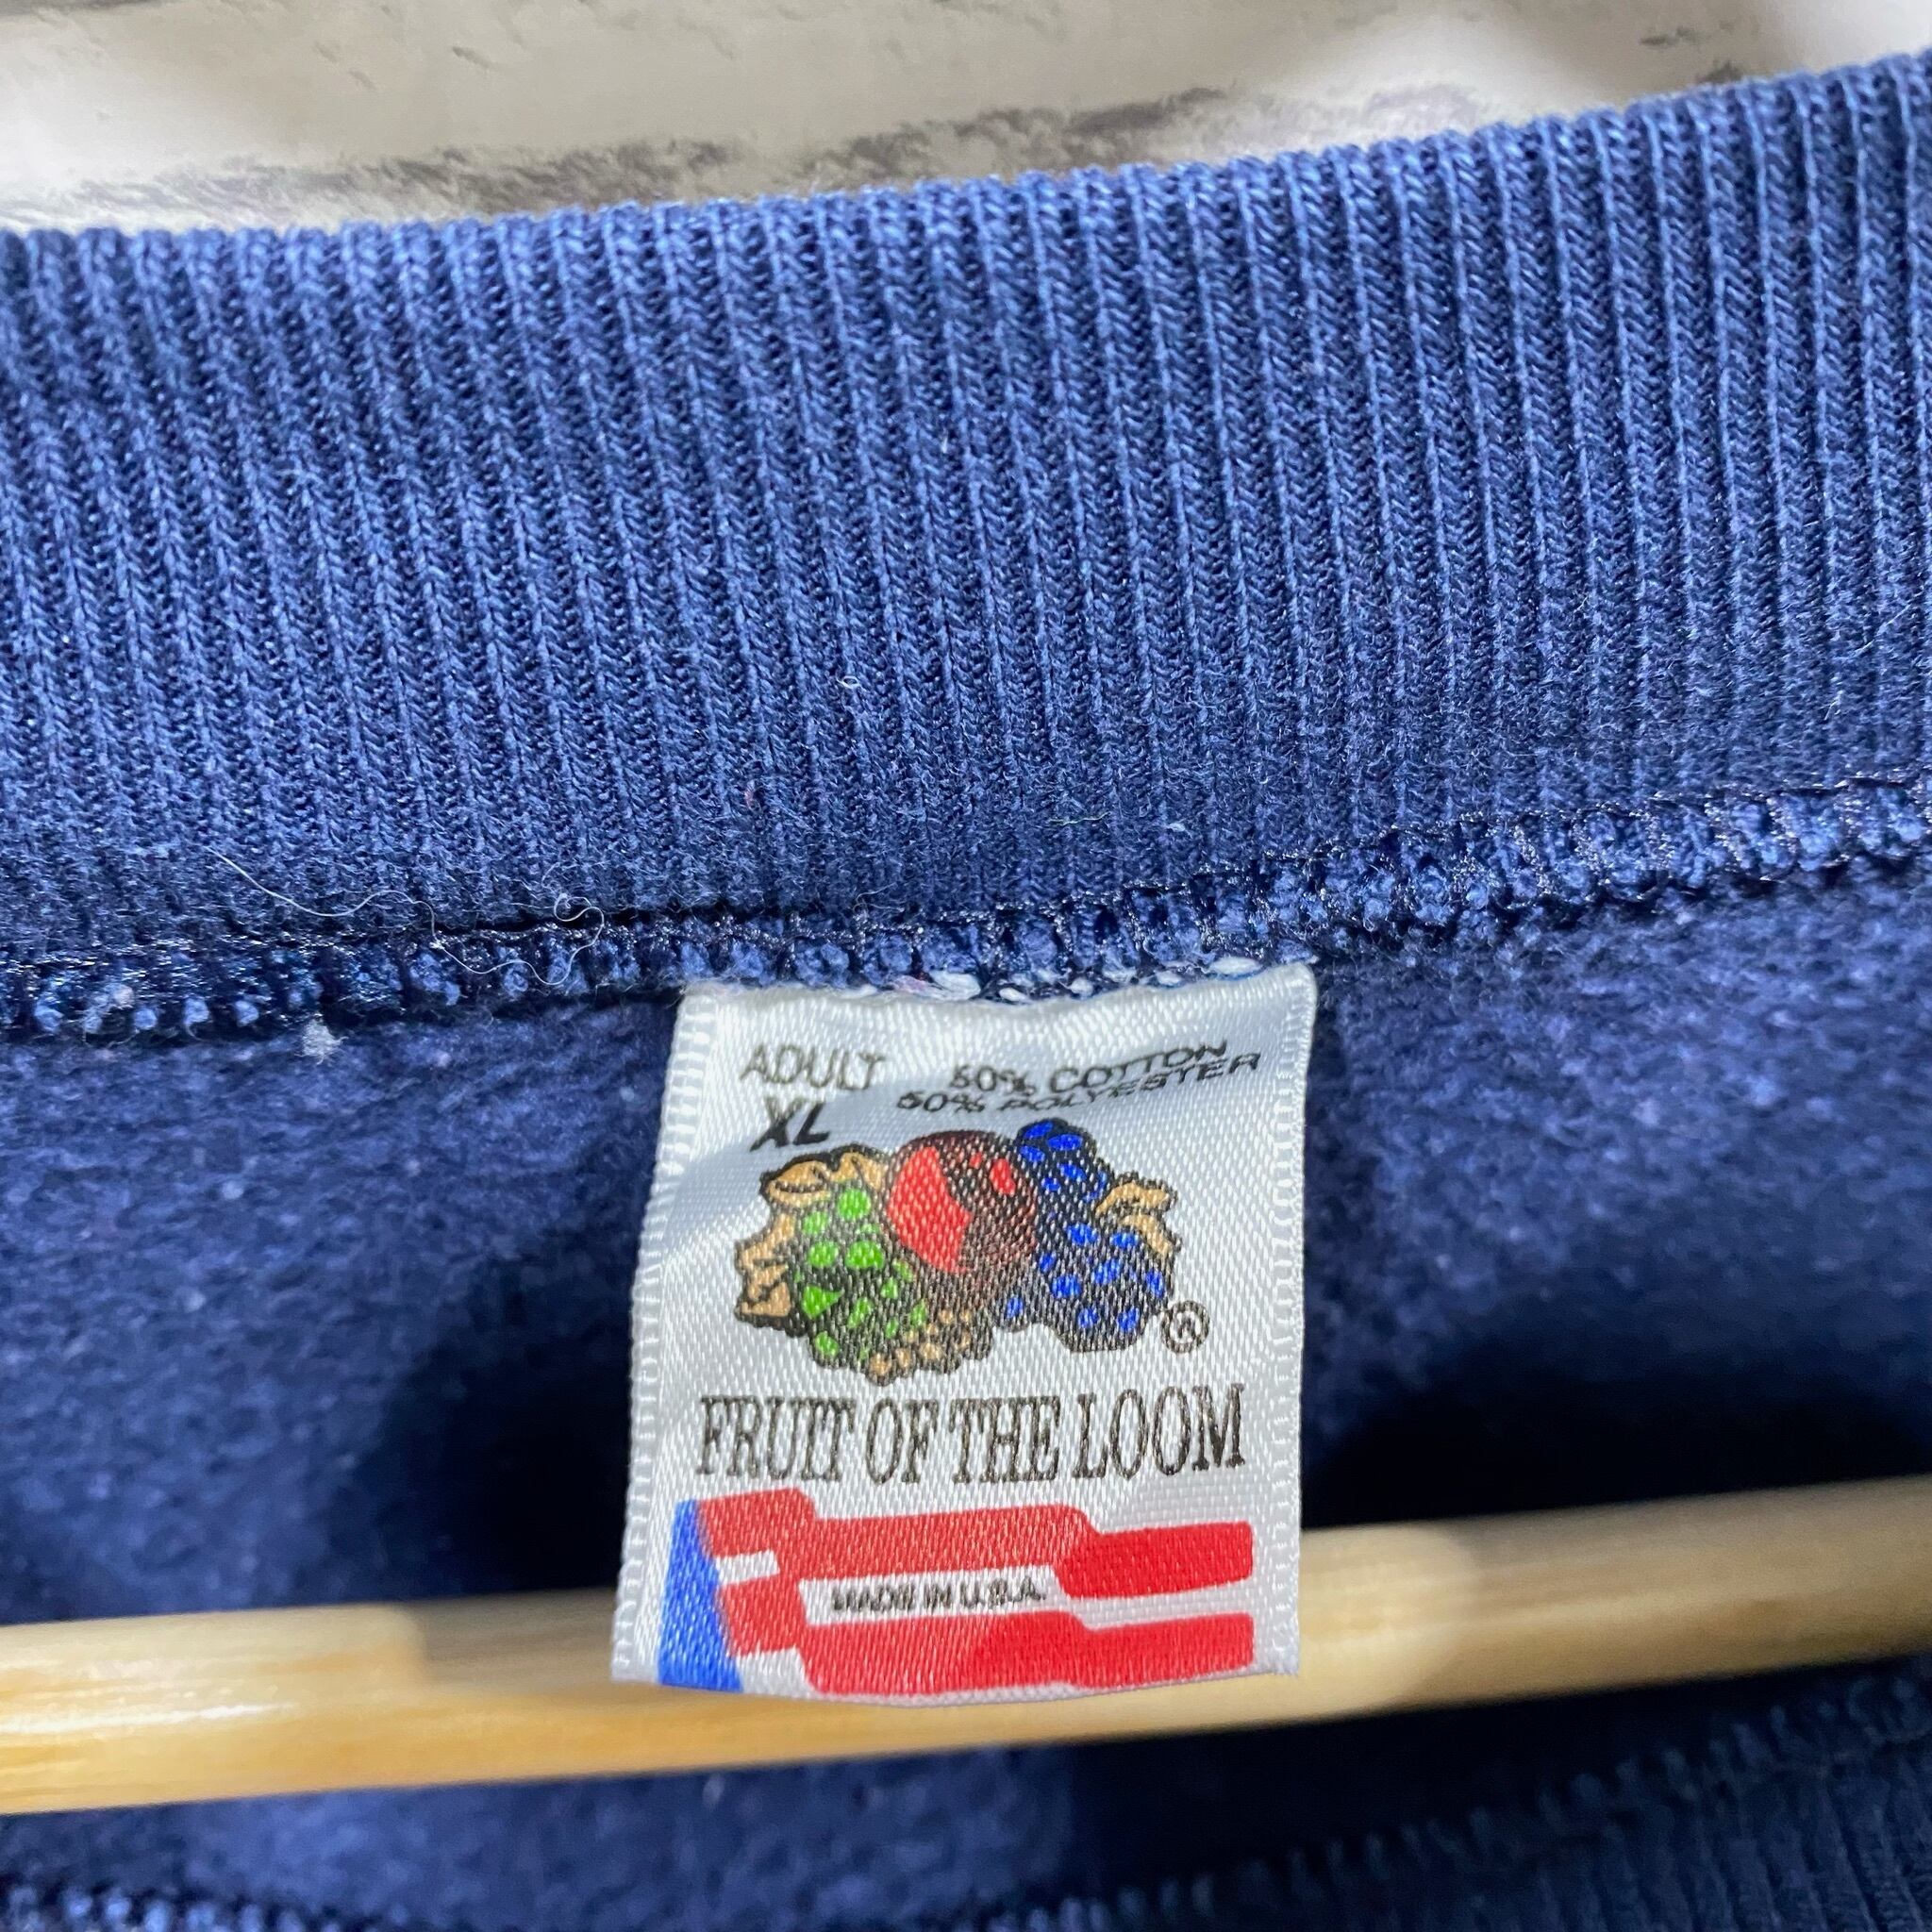 ADULT 50% COTTON
XL 50% POLYESTER
®
FRUIT OF THE LOOM
MADE IN U.S.A.